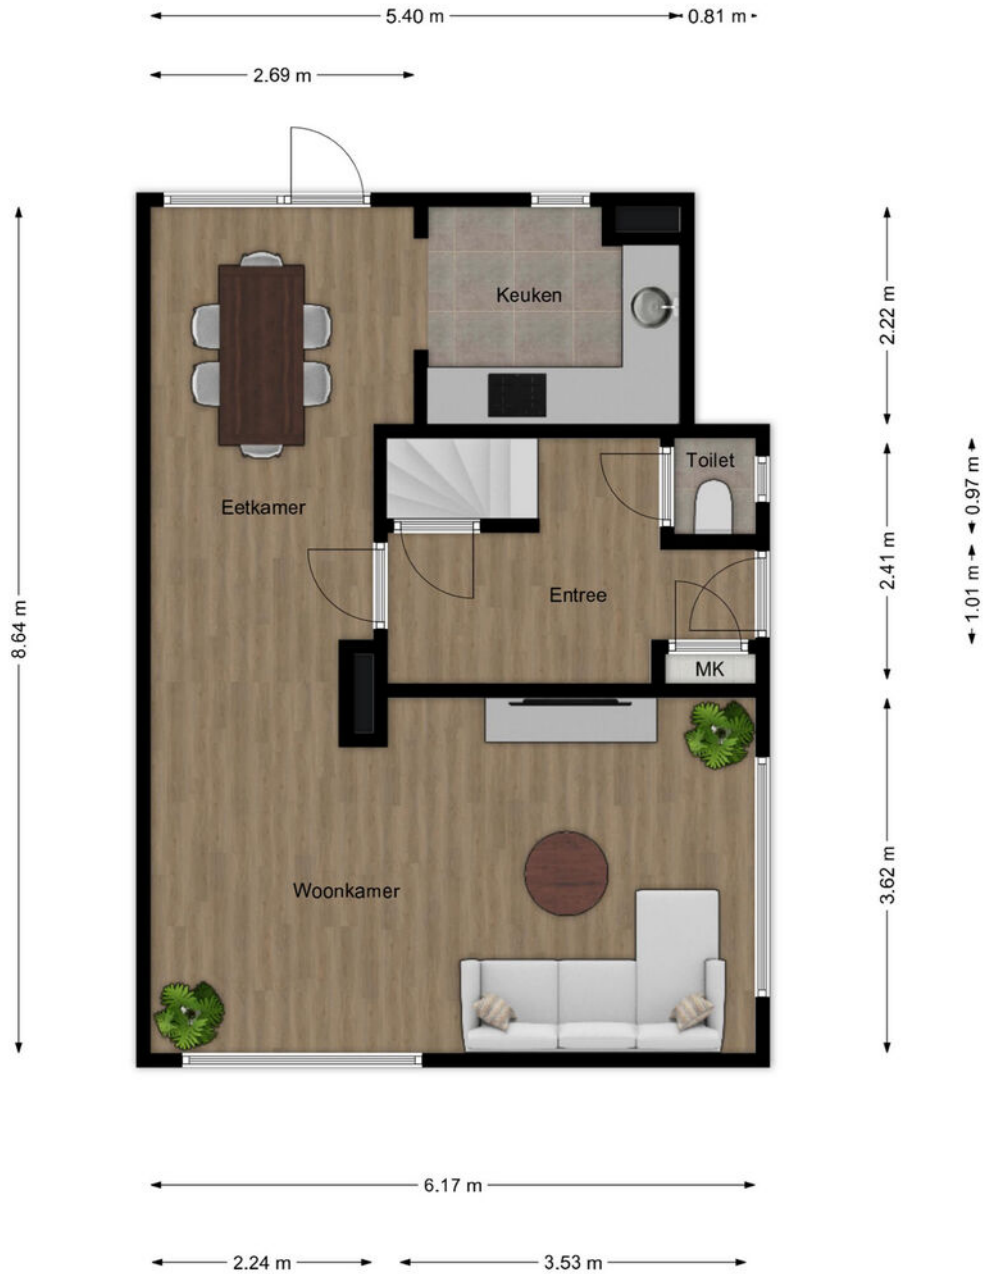 5.40 m
0.81 m
2.69 m
Keuken
2.22 m
Toilet
0.97 m
Eetkamer
2.41 m
Entree
1.01 m
8.64 m
MK
3.62 m
Woonkamer
6.17 m
2.24 m
3.53 m